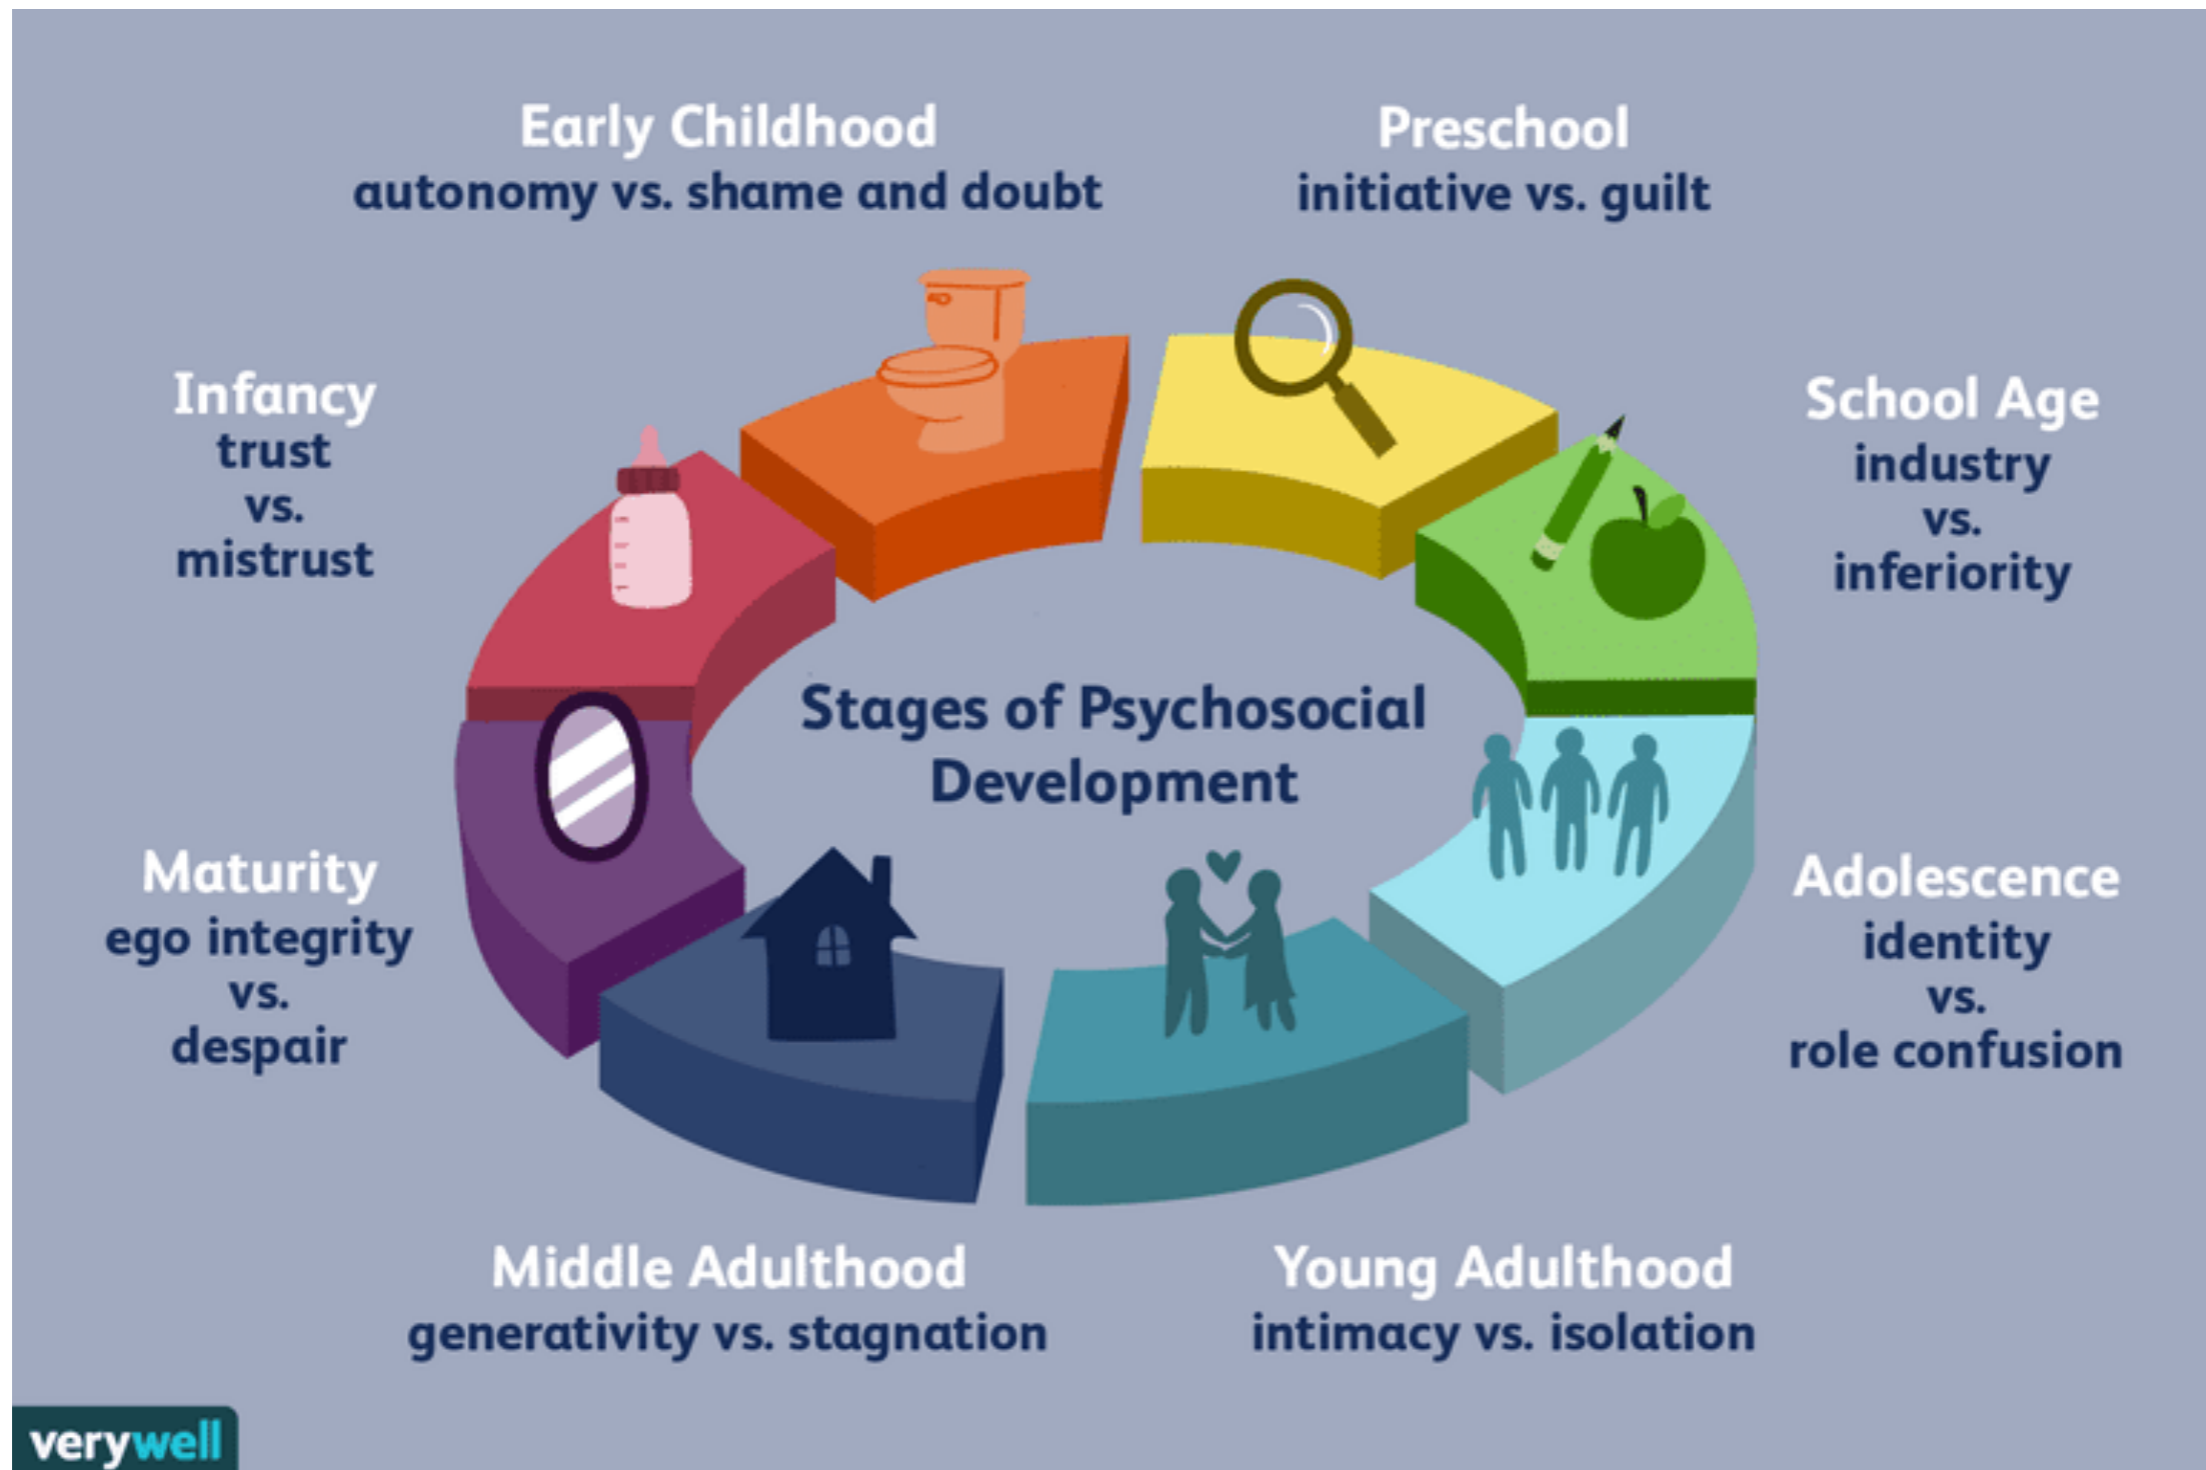 Early Childhood
autonomy vs. shame and doubt
Preschool
initiative vs. guilt
Infancy
trust
vs.
mistrust
School Age
industry
vs.
inferiority
Stages of Psychosocial
Development
Maturity
ego integrity
vs.
despair
Adolescence
identity
vs.
role confusion
Middle Adulthood
generativity vs. stagnation
Young Adulthood
intimacy vs. isolation
verywell